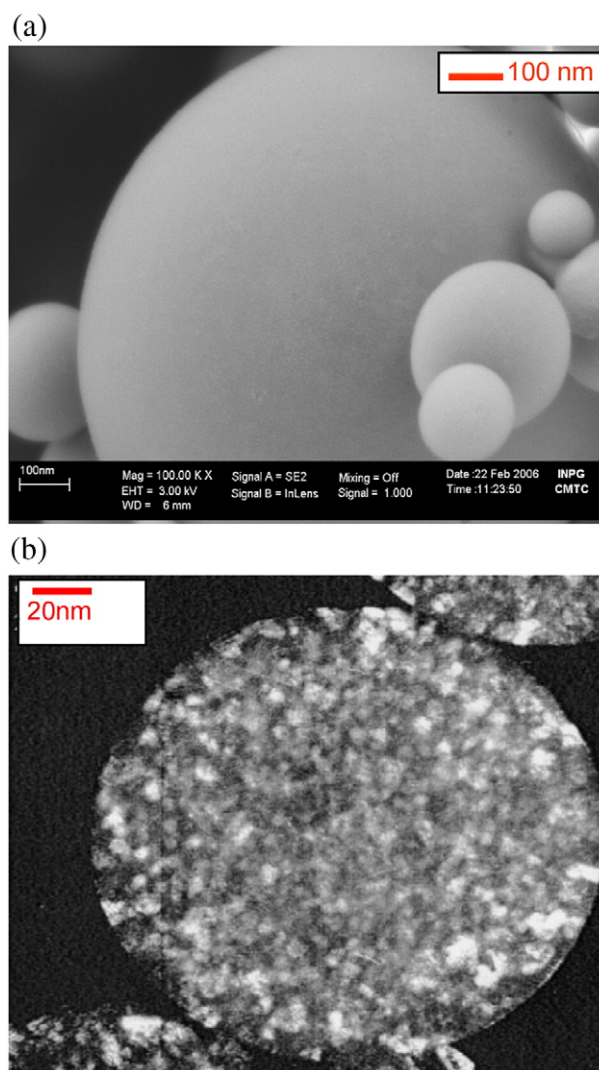 (a)
100 nm
100nm
Mag = 100.00 K X
EHT = 3.00 kV
WD = 6 mm
Signal A = SE2
Signal B = InLens
Mixing = Off
Signal = 1.000
Date :22 Feb 2006
Time :11:23:50
INPG
CMTC
(b)
20nm